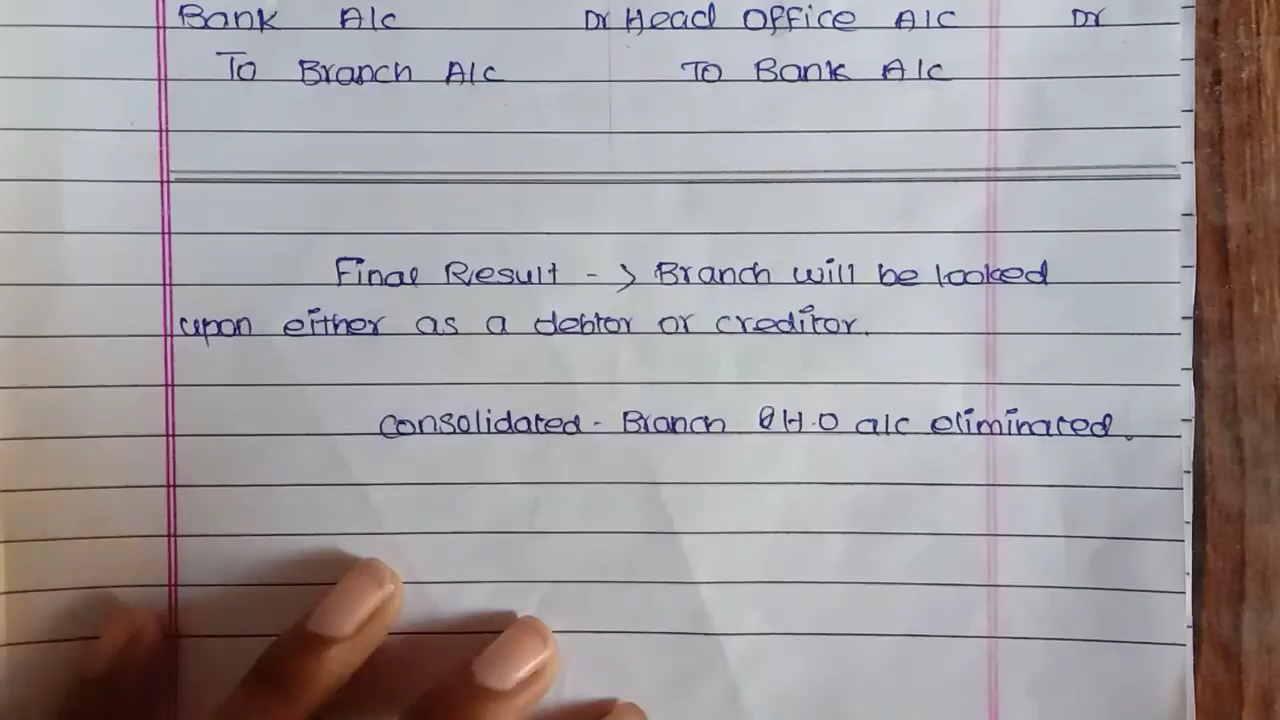 Bank A/c Dr Head Office A/c Dr
To Branch A/c To Bank A/c
Final Result -> Branch will be looked
upon either as a debtor or creditor.
Consolidated - Branch & H.O a/c eliminated.